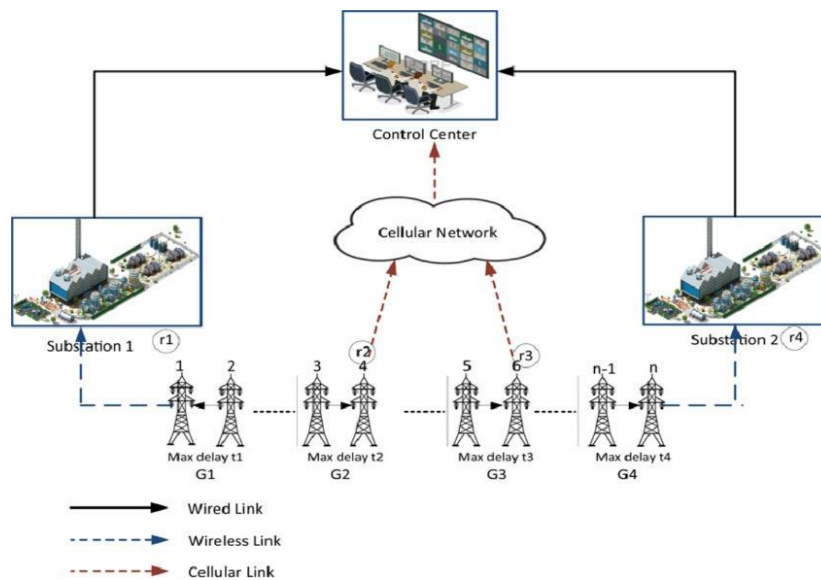 Control Center
Cellular Network
Substation 1
r1
Substation 2
r4
r2
r3
1
2
3
4
5
6
n-1
n
Max delay t1
Max delay t2
Max delay t3
Max delay t4
G1
G2
G3
G4
Wired Link
Wireless Link
Cellular Link